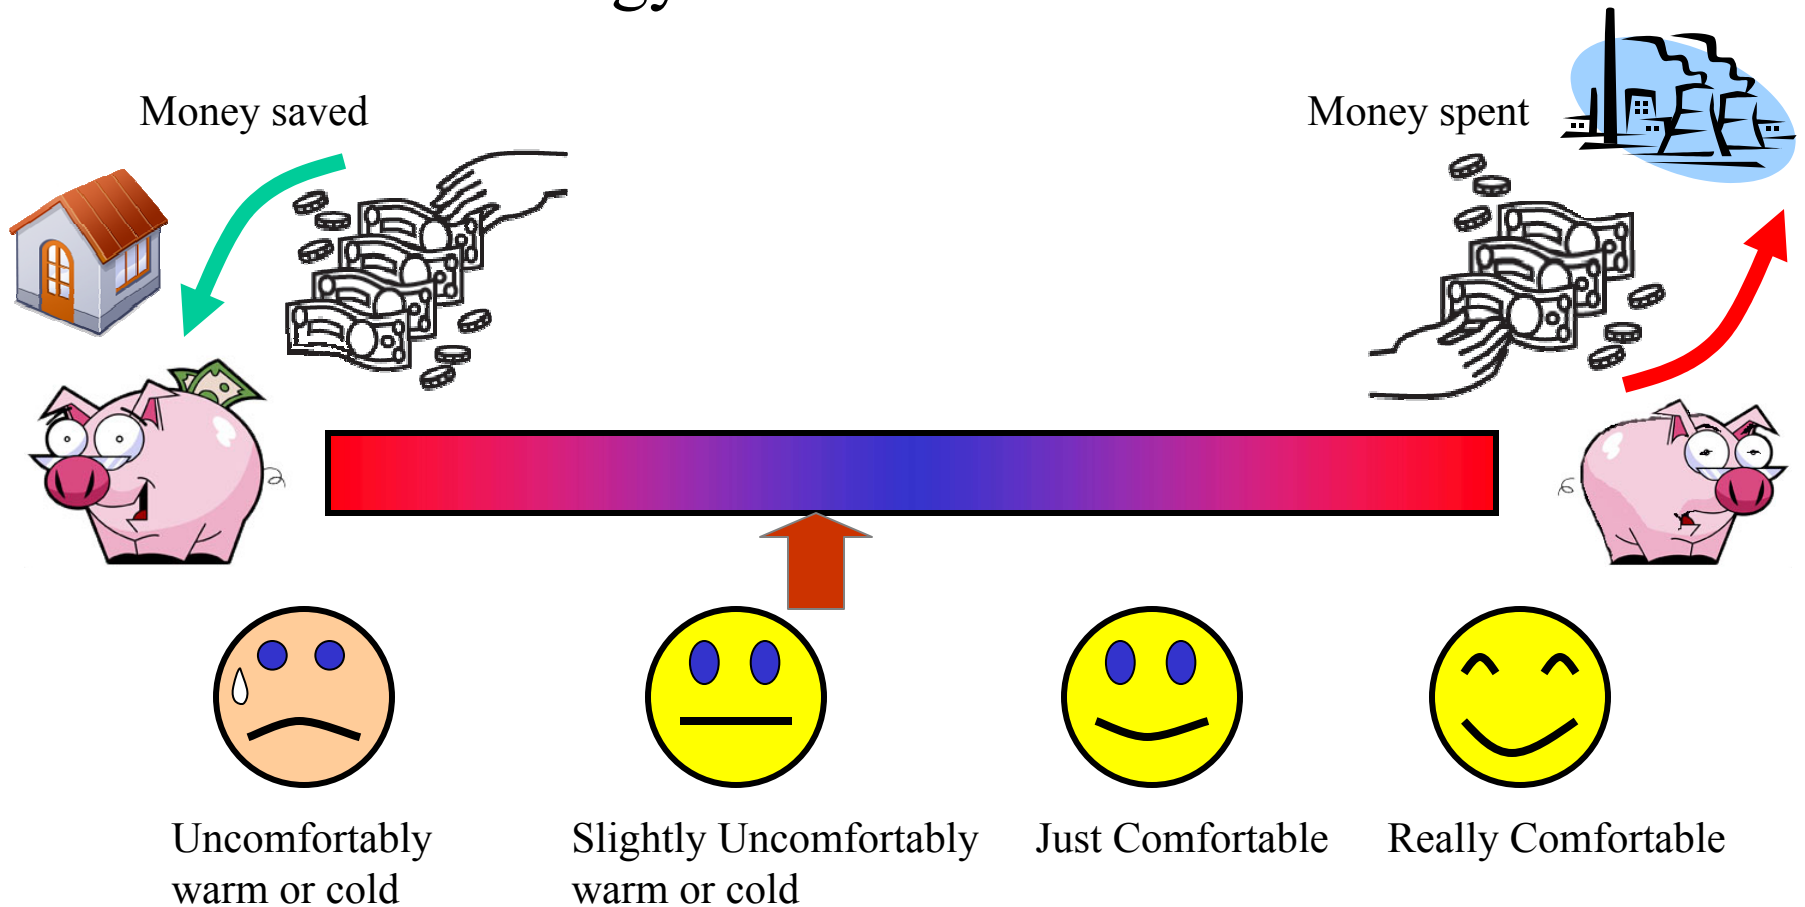 Money saved
Money spent
Uncomfortably
warm or cold
Slightly Uncomfortably
warm or cold
Just Comfortable
Really Comfortable